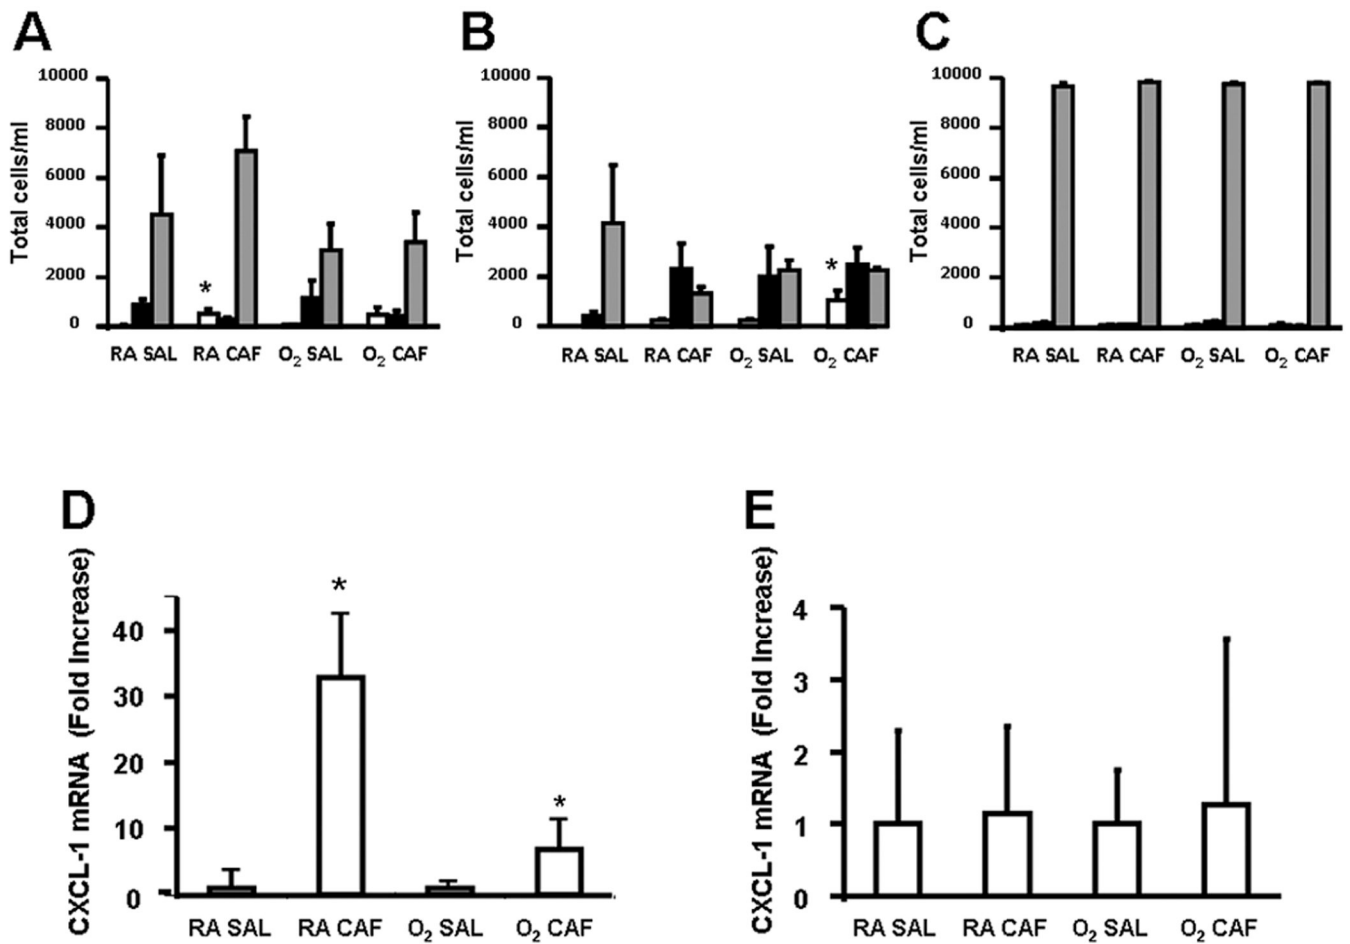 A
B
C
Total cells/ml
10000
8000
6000
4000
2000
0
*
RA SAL
RA CAF
O₂ SAL
O₂ CAF
Total cells/ml
10000
8000
6000
4000
2000
0
*
RA SAL
RA CAF
O₂ SAL
O₂ CAF
Total cells/ml
10000
8000
6000
4000
2000
0
RA SAL
RA CAF
O₂ SAL
O₂ CAF
D
CXCL-1 mRNA (Fold Increase)
40
30
20
10
0
*
*
RA SAL
RA CAF
O₂ SAL
O₂ CAF
E
CXCL-1 mRNA (Fold Increase)
4
3
2
1
0
RA SAL
RA CAF
O₂ SAL
O₂ CAF